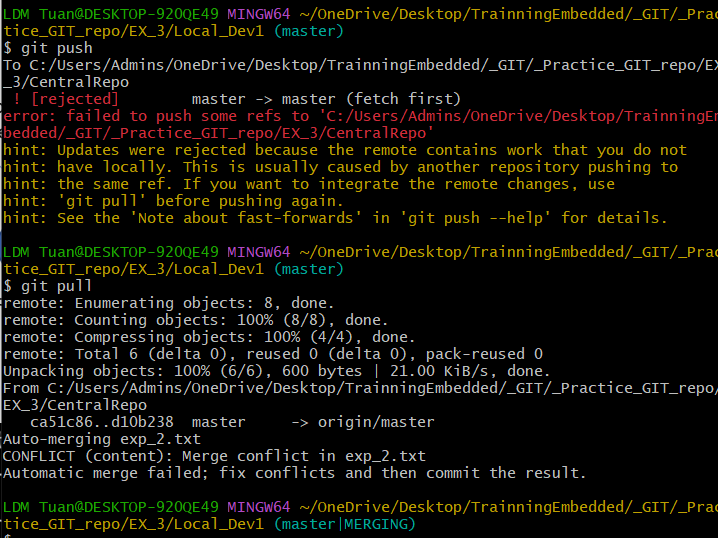 LDM Tuan@DESKTOP-920QE49 MINGW64 ~/OneDrive/Desktop/TrainningEmbedded/_GIT/_Prac
tice_GIT_repo/EX_3/Local_Dev1 (master)
$ git push
To C:/Users/Admins/OneDrive/Desktop/TrainningEmbedded/_GIT/_Practice_GIT_repo/EX
_3/CentralRepo
 ! [rejected]        master -> master (fetch first)
error: failed to push some refs to 'C:/Users/Admins/OneDrive/Desktop/TrainningEm
bedded/_GIT/_Practice_GIT_repo/EX_3/CentralRepo'
hint: Updates were rejected because the remote contains work that you do not
hint: have locally. This is usually caused by another repository pushing to
hint: the same ref. If you want to integrate the remote changes, use
hint: 'git pull' before pushing again.
hint: See the 'Note about fast-forwards' in 'git push --help' for details.
LDM Tuan@DESKTOP-920QE49 MINGW64 ~/OneDrive/Desktop/TrainningEmbedded/_GIT/_Prac
tice_GIT_repo/EX_3/Local_Dev1 (master)
$ git pull
remote: Enumerating objects: 8, done.
remote: Counting objects: 100% (8/8), done.
remote: Compressing objects: 100% (4/4), done.
remote: Total 6 (delta 0), reused 0 (delta 0), pack-reused 0
Unpacking objects: 100% (6/6), 600 bytes | 21.00 KiB/s, done.
From C:/Users/Admins/OneDrive/Desktop/TrainningEmbedded/_GIT/_Practice_GIT_repo/
EX_3/CentralRepo
   ca51c86..d10b238  master     -> origin/master
Auto-merging exp_2.txt
CONFLICT (content): Merge conflict in exp_2.txt
Automatic merge failed; fix conflicts and then commit the result.
LDM Tuan@DESKTOP-920QE49 MINGW64 ~/OneDrive/Desktop/TrainningEmbedded/_GIT/_Prac
tice_GIT_repo/EX_3/Local_Dev1 (master|MERGING)
$